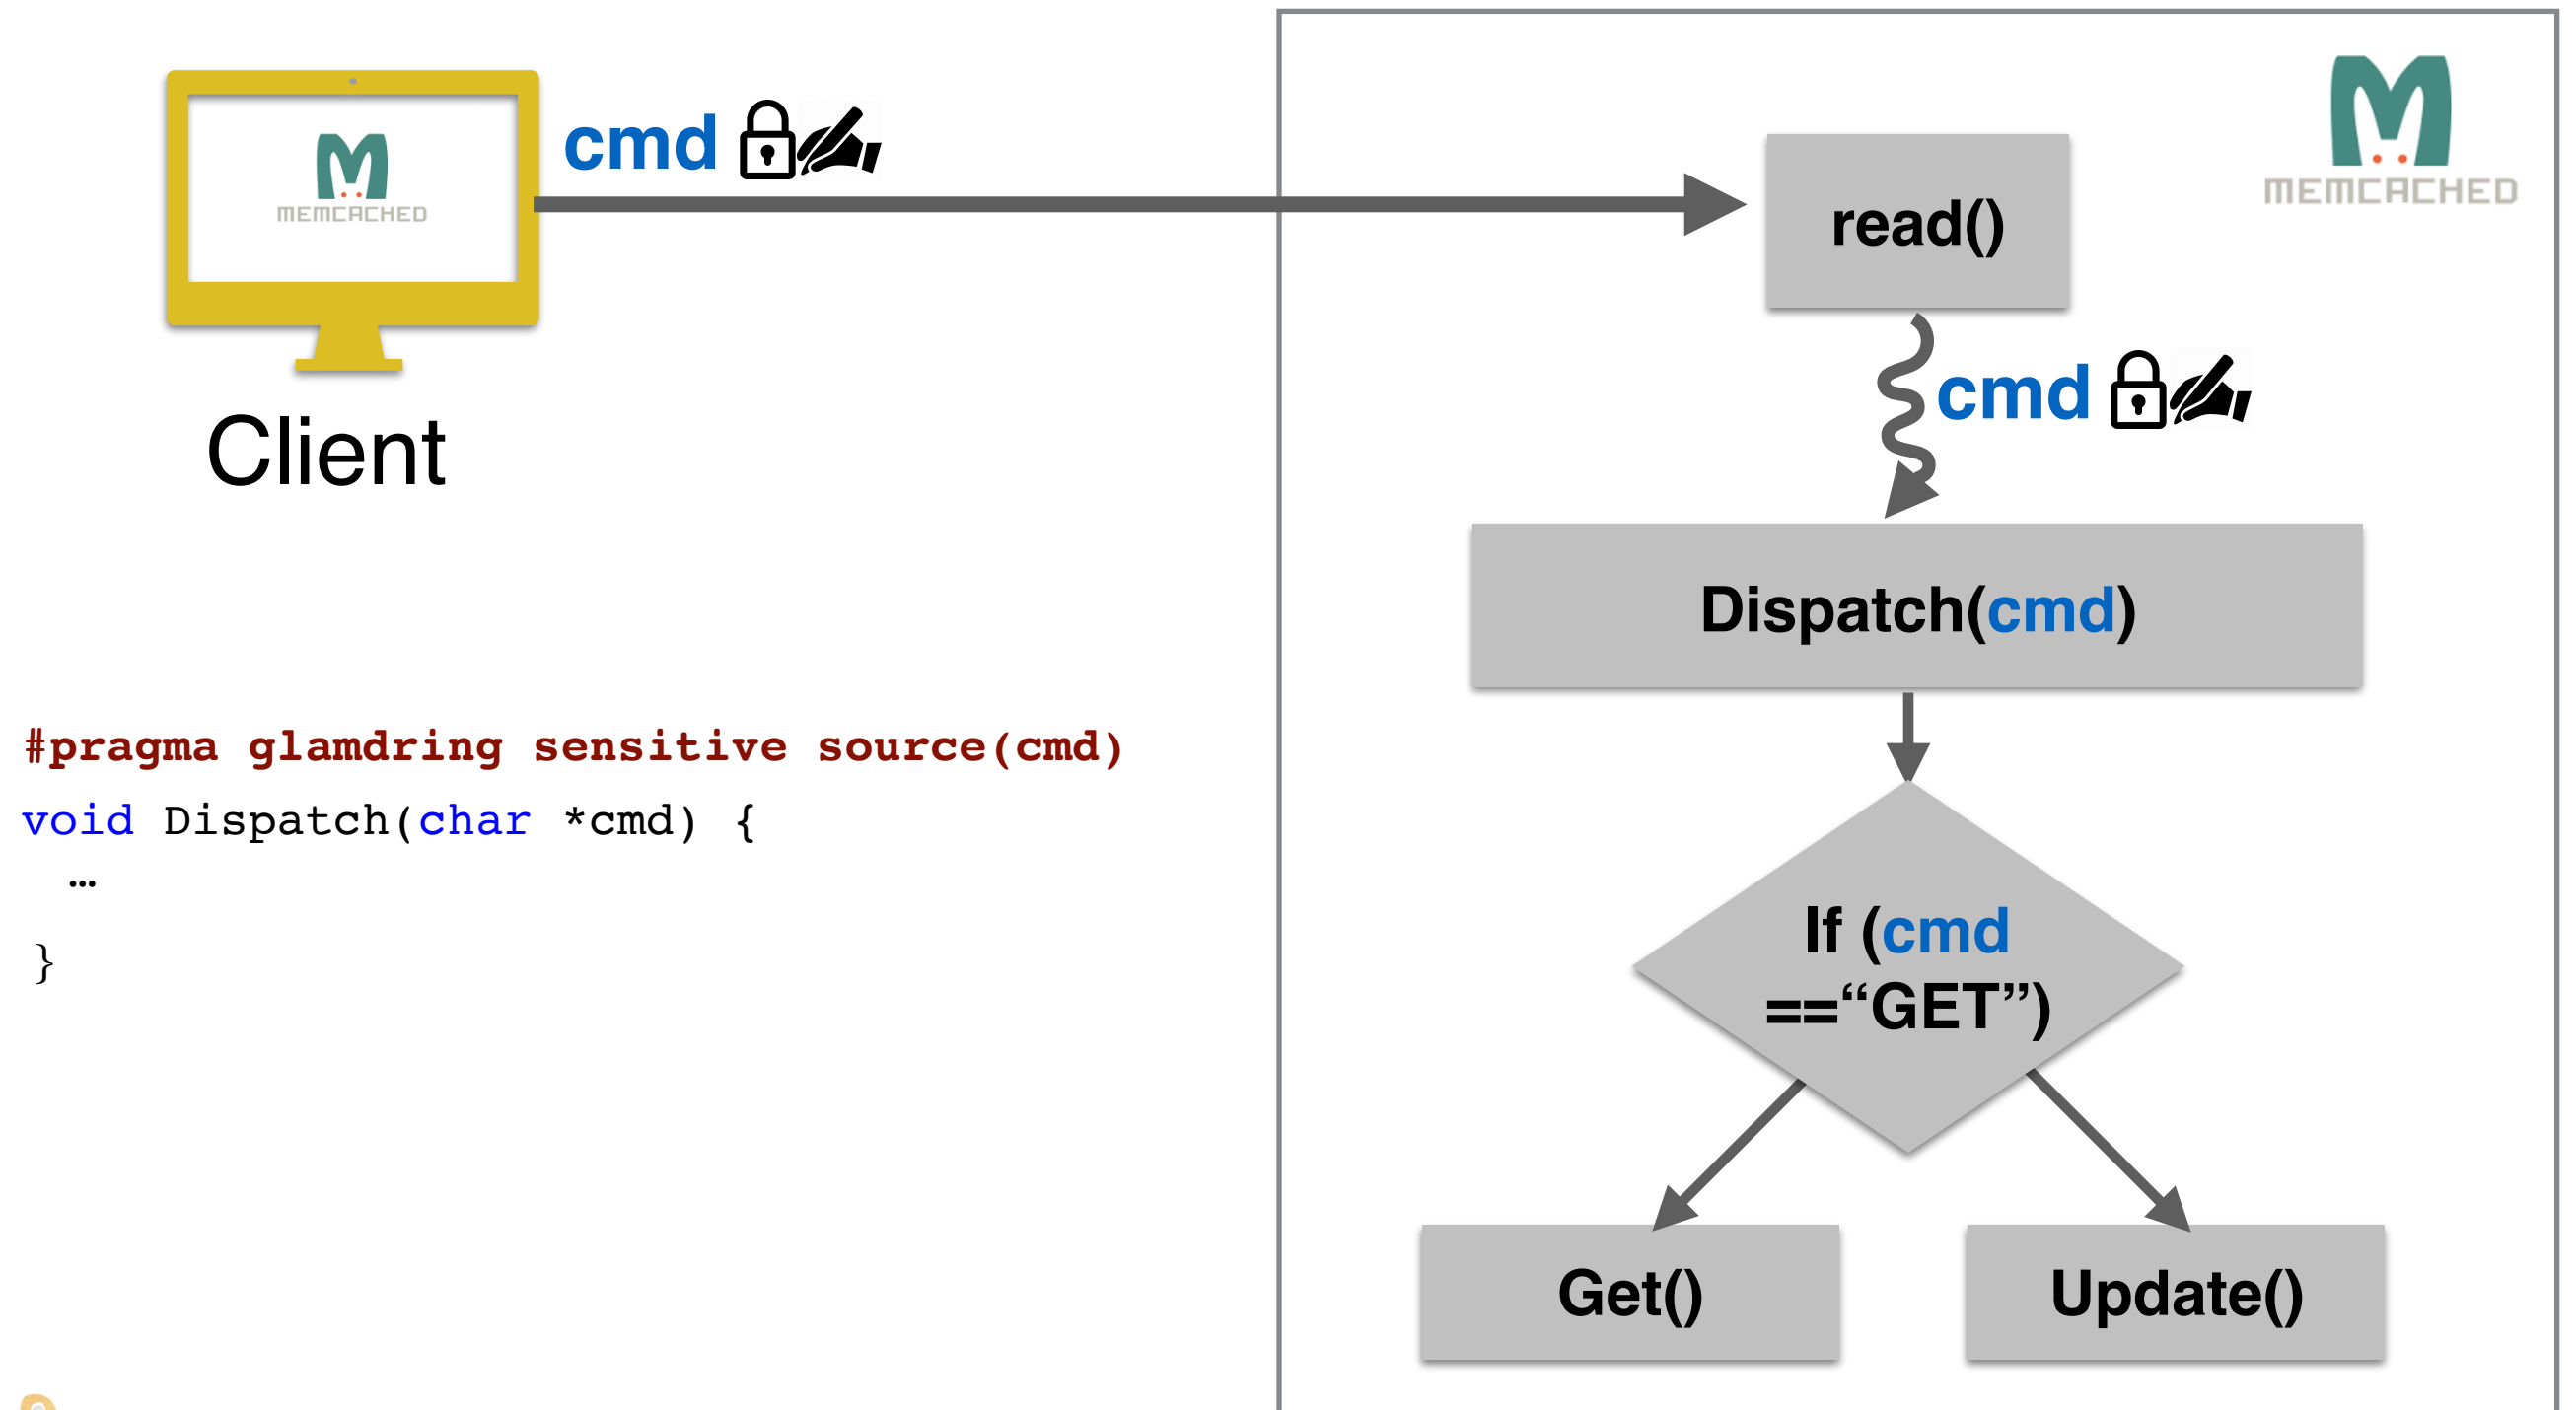 MEMCACHED
cmd
Client
#pragma glamdring sensitive source(cmd)
void Dispatch(char *cmd) {
…
}
MEMCACHED
read()
cmd
Dispatch(cmd)
If (cmd
==“GET”)
Get()
Update()